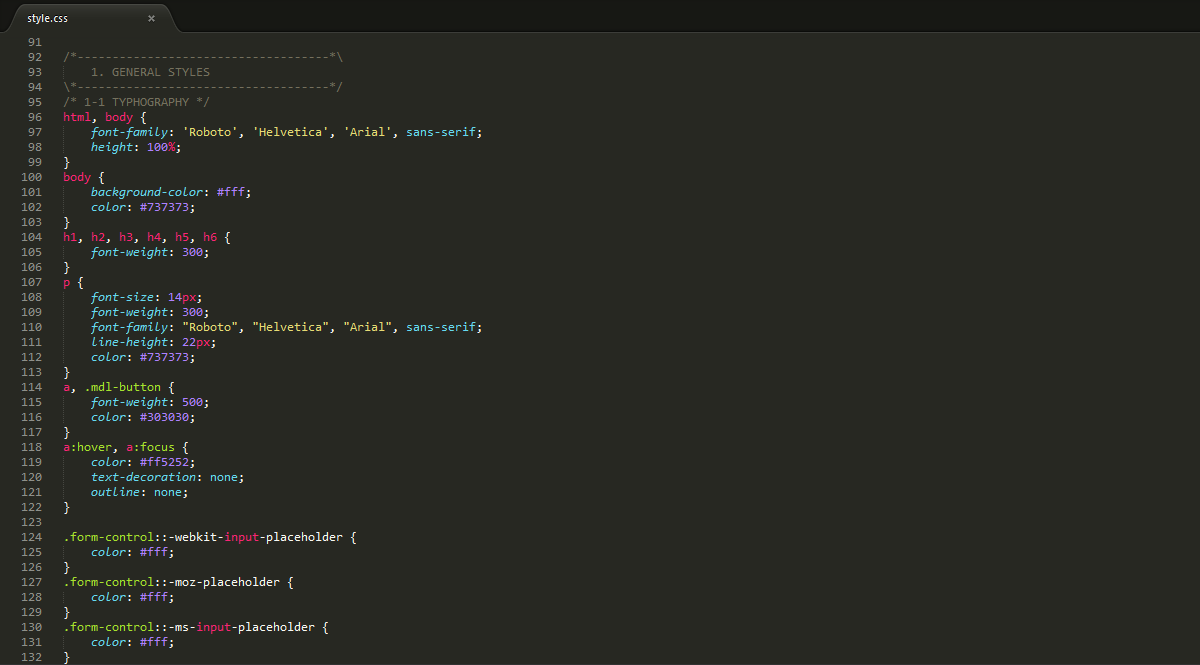 style.css ×
91
92 /*------------------------------------*\
93     1. GENERAL STYLES
94 \*------------------------------------*/
95 /* 1-1 TYPHOGRAPHY */
96 html, body {
97     font-family: 'Roboto', 'Helvetica', 'Arial', sans-serif;
98     height: 100%;
99 }
100 body {
101     background-color: #fff;
102     color: #737373;
103 }
104 h1, h2, h3, h4, h5, h6 {
105     font-weight: 300;
106 }
107 p {
108     font-size: 14px;
109     font-weight: 300;
110     font-family: "Roboto", "Helvetica", "Arial", sans-serif;
111     line-height: 22px;
112     color: #737373;
113 }
114 a, .mdl-button {
115     font-weight: 500;
116     color: #303030;
117 }
118 a:hover, a:focus {
119     color: #ff5252;
120     text-decoration: none;
121     outline: none;
122 }
123
124 .form-control::-webkit-input-placeholder {
125     color: #fff;
126 }
127 .form-control::-moz-placeholder {
128     color: #fff;
129 }
130 .form-control::-ms-input-placeholder {
131     color: #fff;
132 }